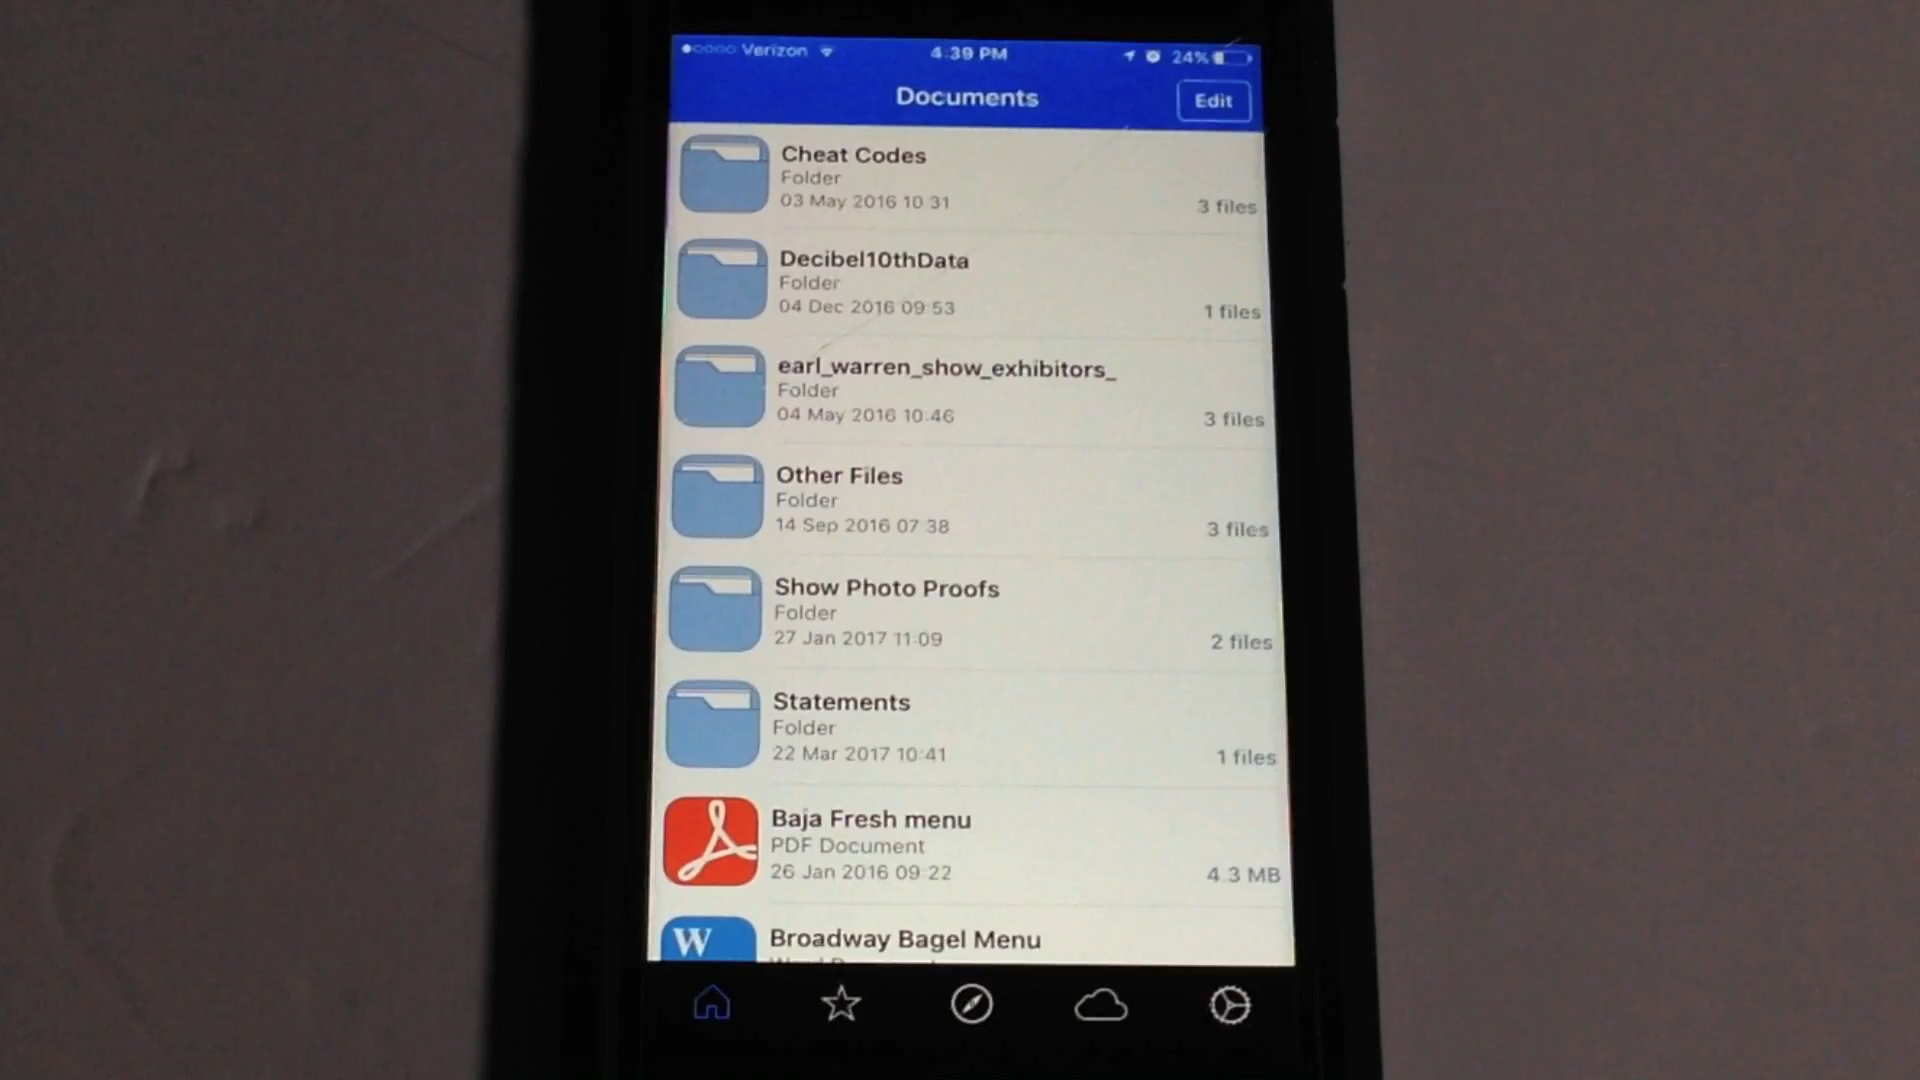 Verizon 4:39 PM 24%
Documents Edit
Cheat Codes
Folder
03 May 2016 10:31
3 files
Decibel10thData
Folder
04 Dec 2016 09:53
1 files
earl_warren_show_exhibitors_
Folder
04 May 2016 10:46
3 files
Other Files
Folder
14 Sep 2016 07:38
3 files
Show Photo Proofs
Folder
27 Jan 2017 11:09
2 files
Statements
Folder
22 Mar 2017 10:41
1 files
Baja Fresh menu
PDF Document
26 Jan 2016 09:22
4.3 MB
W
Broadway Bagel Menu